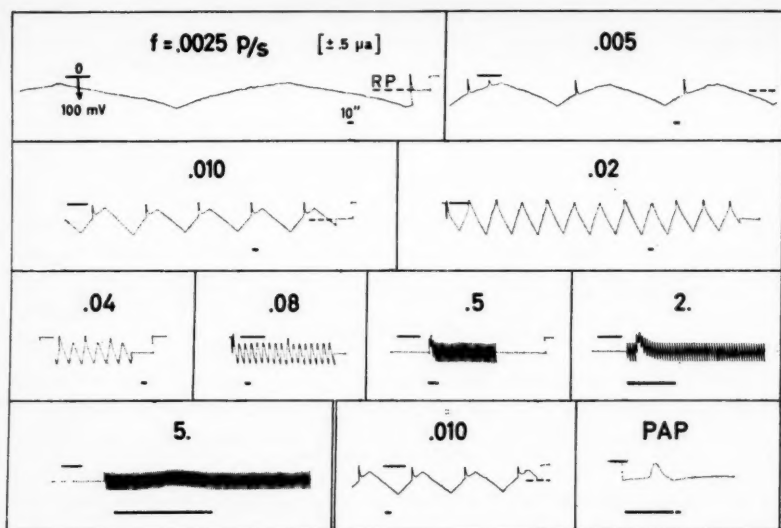 f = .0025 P/s [± .5 μa]
0
100 mV
RP
10"
.005
.010
.02
.04
.08
.5
2.
5.
.010
PAP